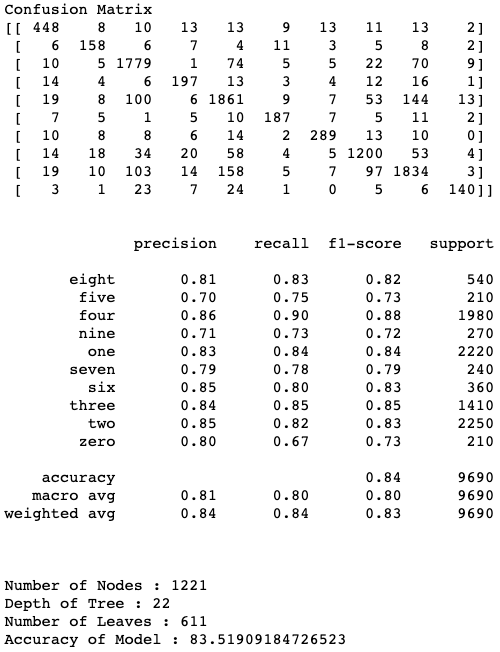 Confusion Matrix
[[ 448 8 10 13 13 9 13 11 13 2]
[ 6 158 6 7 4 11 3 5 8 2]
[ 10 5 1779 1 74 5 5 22 70 9]
[ 14 4 6 197 13 3 4 12 16 1]
[ 19 8 100 6 1861 9 7 53 144 13]
[ 7 5 1 5 10 187 7 5 11 2]
[ 10 8 8 6 14 2 289 13 10 0]
[ 14 18 34 20 58 4 5 1200 53 4]
[ 19 10 103 14 158 5 7 97 1834 3]
[ 3 1 23 7 24 1 0 5 6 140]]
precision recall f1-score support
eight 0.81 0.83 0.82 540
five 0.70 0.75 0.73 210
four 0.86 0.90 0.88 1980
nine 0.71 0.73 0.72 270
one 0.83 0.84 0.84 2220
seven 0.79 0.78 0.79 240
six 0.85 0.80 0.83 360
three 0.84 0.85 0.85 1410
two 0.85 0.82 0.83 2250
zero 0.80 0.67 0.73 210
accuracy 0.84 9690
macro avg 0.81 0.80 0.80 9690
weighted avg 0.84 0.84 0.83 9690
Number of Nodes : 1221
Depth of Tree : 22
Number of Leaves : 611
Accuracy of Model : 83.51909184726523